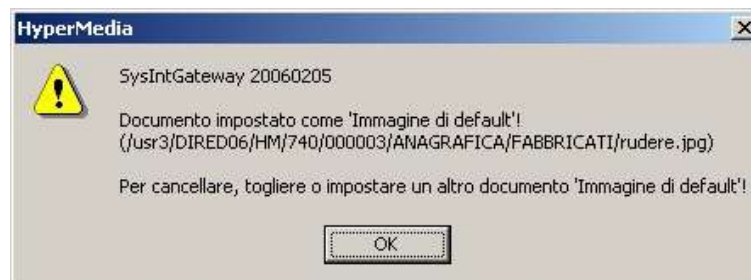 HyperMedia
SysIntGateway 20060205
Documento impostato come 'Immagine di default'!
(/usr3/DIRED06/HM/740/000003/ANAGRAFICA/FABBRICATI/rudere.jpg)
Per cancellare, togliere o impostare un altro documento 'Immagine di default'!
OK